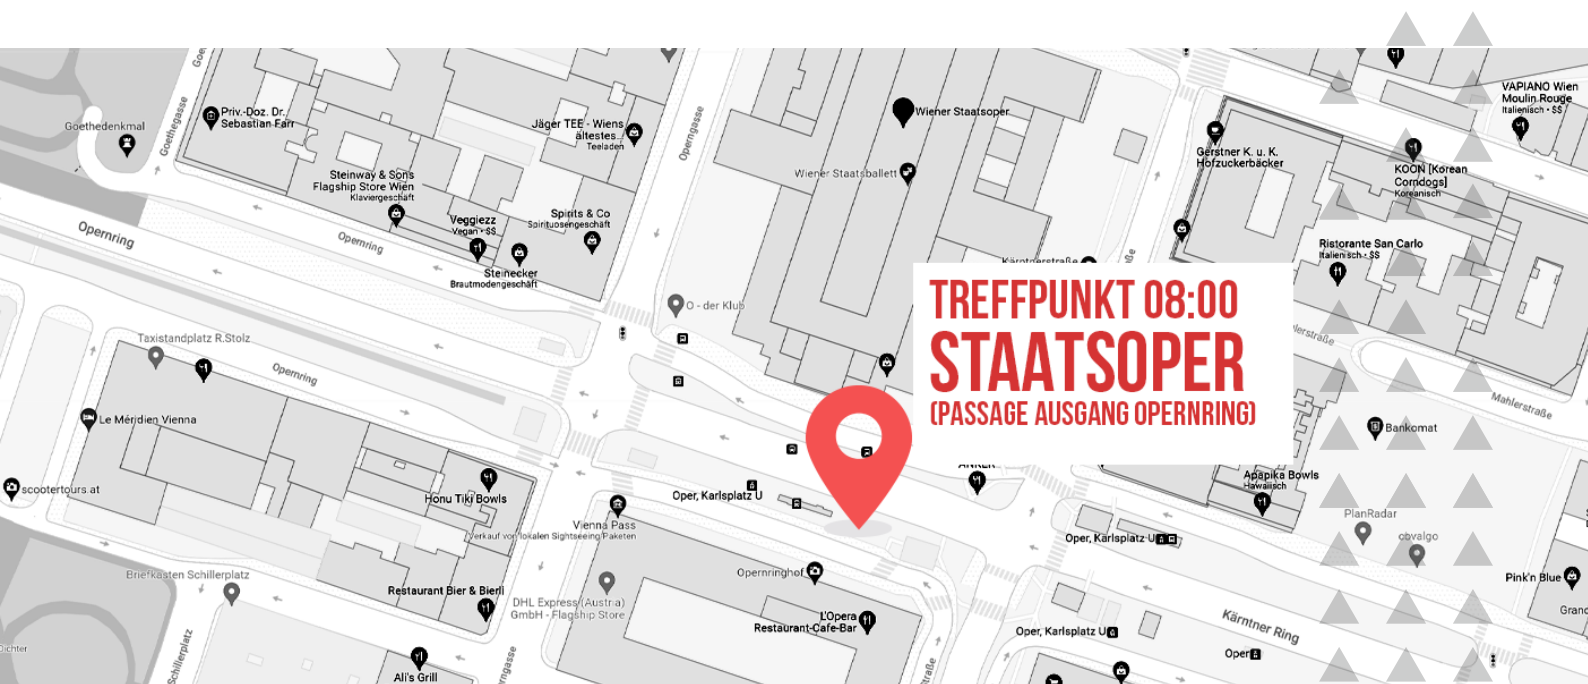 TREFFPUNKT 08:00
STAATSOPER
(PASSAGE AUSGANG OPERNRING)
Goethedenkmal
Goethegasse
Priv.-Doz. Dr.
Sebastian Farr
Jäger TEE - Wiens
ältestes...
Teeladen
Operngasse
Wiener Staatsoper
Wiener Staatsballett
Steinway & Sons
Flagship Store Wien
Klaviergeschäft
Veggiezz
Vegan • $$
Spirits & Co
Spirituosengeschäft
Steinecker
Brautmodengeschäft
Opernring
Opernring
Kärntnerstraße
Gerstner K. u. K.
Hofzuckerbäcker
VAPIANO Wien
Moulin Rouge
Italienisch • $$
KOON [Korean
Corndogs]
Koreanisch
Ristorante San Carlo
Italienisch • $$
O - der Klub
Taxistandplatz R.Stolz
Opernring
Le Méridien Vienna
Mahlerstraße
Bankomat
scootertours.at
Honu Tiki Bowls
Oper, Karlsplatz U
ANKER
Apapika Bowls
Hawaiisch
Vienna Pass
Verkauf von lokalen Sightseeing Paketen
PlanRadar
covalgo
Oper, Karlsplatz U
Briefkasten Schillerplatz
Restaurant Bier & Bierli
Opernringhof
Pink'n Blue
DHL Express (Austria)
GmbH - Flagship Store
L'Opera
Restaurant-Cafe-Bar
Kärntner Ring
Oper, Karlsplatz U
Oper
Schillerplatz
Ali's Grill